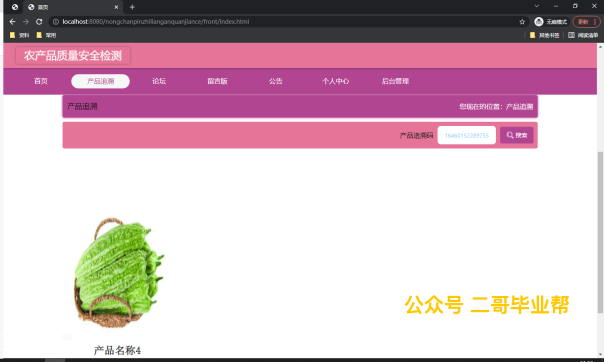 首页
localhost:8080/nongchanpinzhilianganquanjiance/front/index.html
无痕模式
更新
资料
常用
其他书签
阅读清单
农产品质量安全检测
首页
产品追溯
论坛
留言版
公告
个人中心
后台管理
产品追溯
您现在的位置：产品追溯
产品追溯码
16460152289755
搜索
公众号 二哥毕业帮
产品名称4